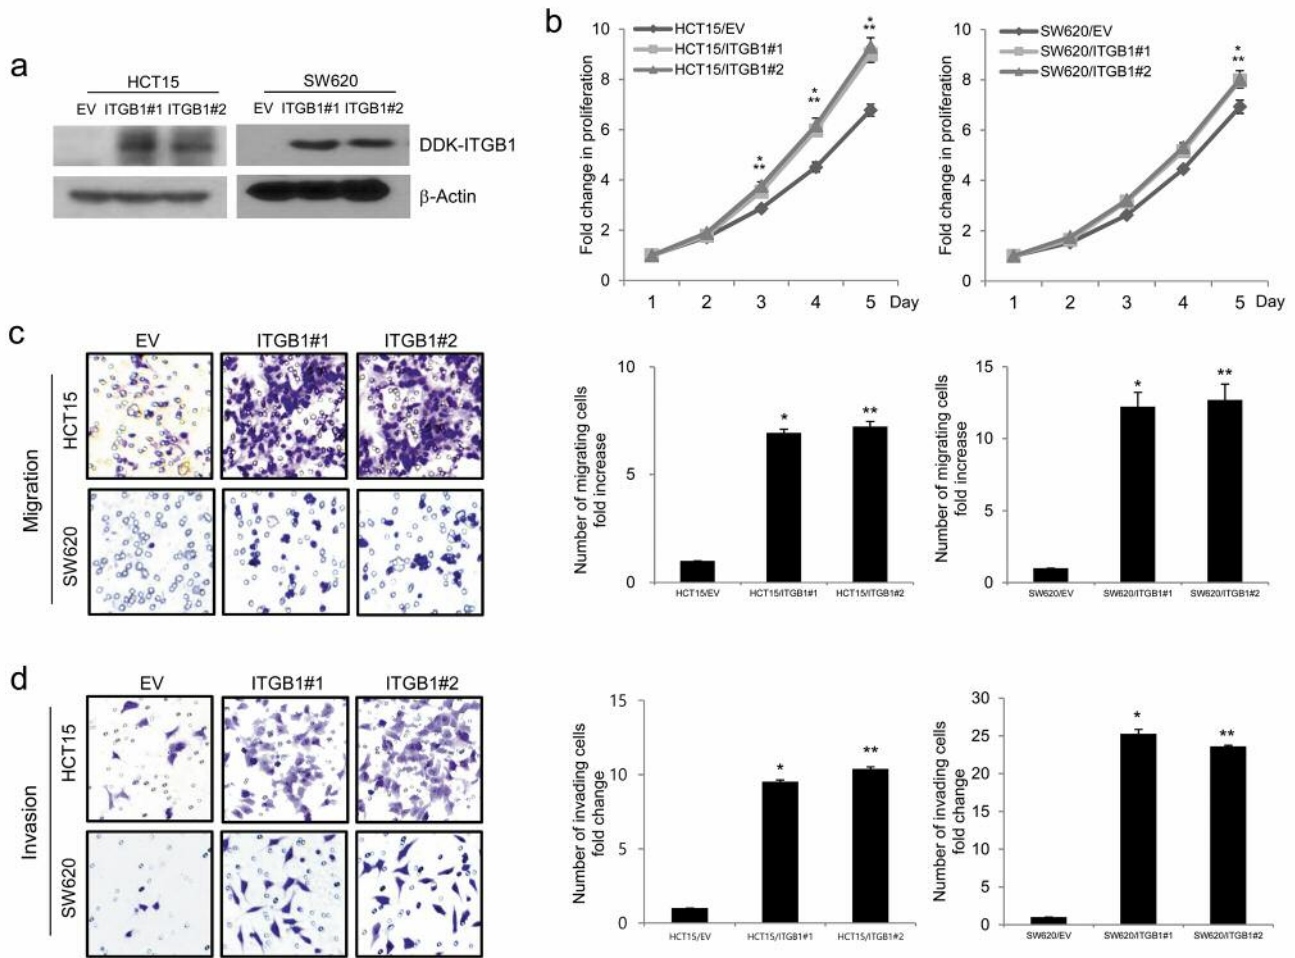 a
HCT15 SW620
EV ITGB1#1 ITGB1#2 EV ITGB1#1 ITGB1#2
DDK-ITGB1
β-Actin
b
HCT15/EV
HCT15/ITGB1#1
HCT15/ITGB1#2
Fold change in proliferation
10
8
6
4
2
0
* **
* **
* **
1 2 3 4 5 Day
SW620/EV
SW620/ITGB1#1
SW620/ITGB1#2
Fold change in proliferation
10
8
6
4
2
0
* **
1 2 3 4 5 Day
c
EV ITGB1#1 ITGB1#2
Migration
HCT15
SW620
Number of migrating cells
fold increase
10
5
0
* **
HCT15/EV HCT15/ITGB1#1 HCT15/ITGB1#2
Number of migrating cells
fold increase
15
10
5
0
* **
SW620/EV SW620/ITGB1#1 SW620/ITGB1#2
d
EV ITGB1#1 ITGB1#2
Invasion
HCT15
SW620
Number of invading cells
fold change
15
10
5
0
* **
HCT15/EV HCT15/ITGB1#1 HCT15/ITGB1#2
Number of invading cells
fold change
30
25
20
15
10
5
0
* **
SW620/EV SW620/ITGB1#1 SW620/ITGB1#2